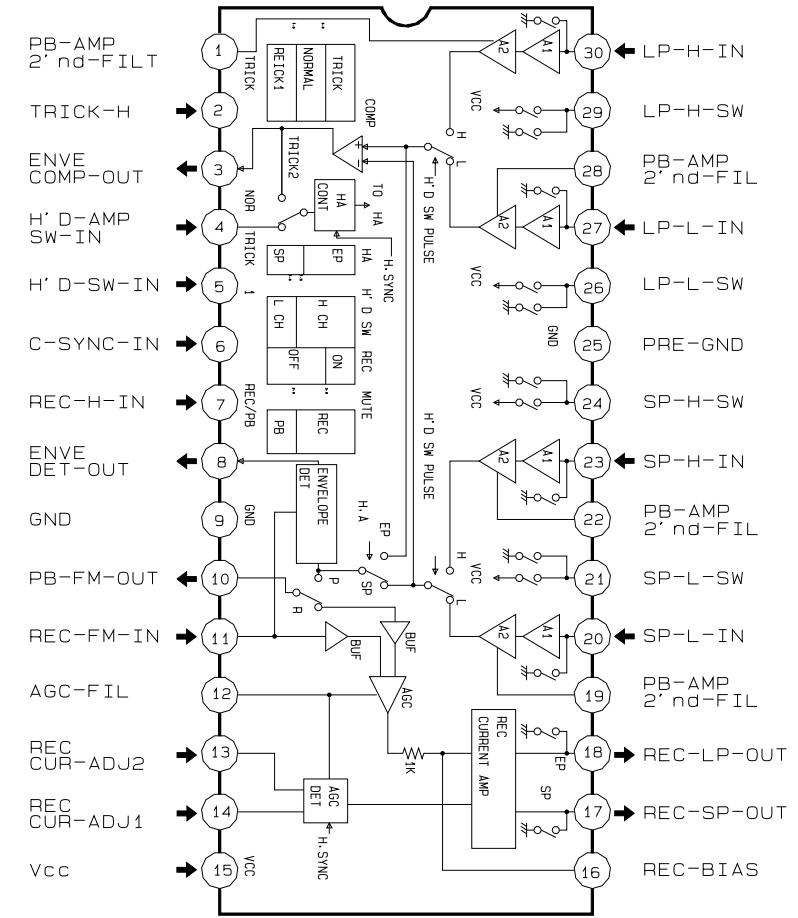 PB-AMP
2'nd-FILT
TRICK-H
ENVE
COMP-OUT
H'D-AMP
SW-IN
H'D-SW-IN
C-SYNC-IN
REC-H-IN
ENVE
DET-OUT
GND
PB-FM-OUT
REC-FM-IN
AGC-FIL
REC
CUR-ADJ2
REC
CUR-ADJ1
Vcc
1
2
3
4
5
6
7
8
9
10
11
12
13
14
15
TRICK
NOR
TRICK
1
REC/PB
GND
VCC
" "
REICK1
NORMAL
TRICK
COMP
TRICK2
+
-
HA
CONT
TO
HA
H.SYNC
SP
EP
HA
" "
L CH
H CH
H'D SW
OFF
ON
REC
" "
PB
REC
MUTE
ENVELOPE
DET
H.A
EP
SP
P
R
BUF
BUF
AGC
1K
AGC
DET
H.SYNC
REC
CURRENT AMP
EP
SP
A2
A1
VCC
H
L
H'D SW PULSE
A2
A1
VCC
GND
VCC
H'D SW PULSE
A2
A1
H
L
VCC
A2
A1
30
29
28
27
26
25
24
23
22
21
20
19
18
17
16
LP-H-IN
LP-H-SW
PB-AMP
2'nd-FIL
LP-L-IN
LP-L-SW
PRE-GND
SP-H-SW
SP-H-IN
PB-AMP
2'nd-FIL
SP-L-SW
SP-L-IN
PB-AMP
2'nd-FIL
REC-LP-OUT
REC-SP-OUT
REC-BIAS